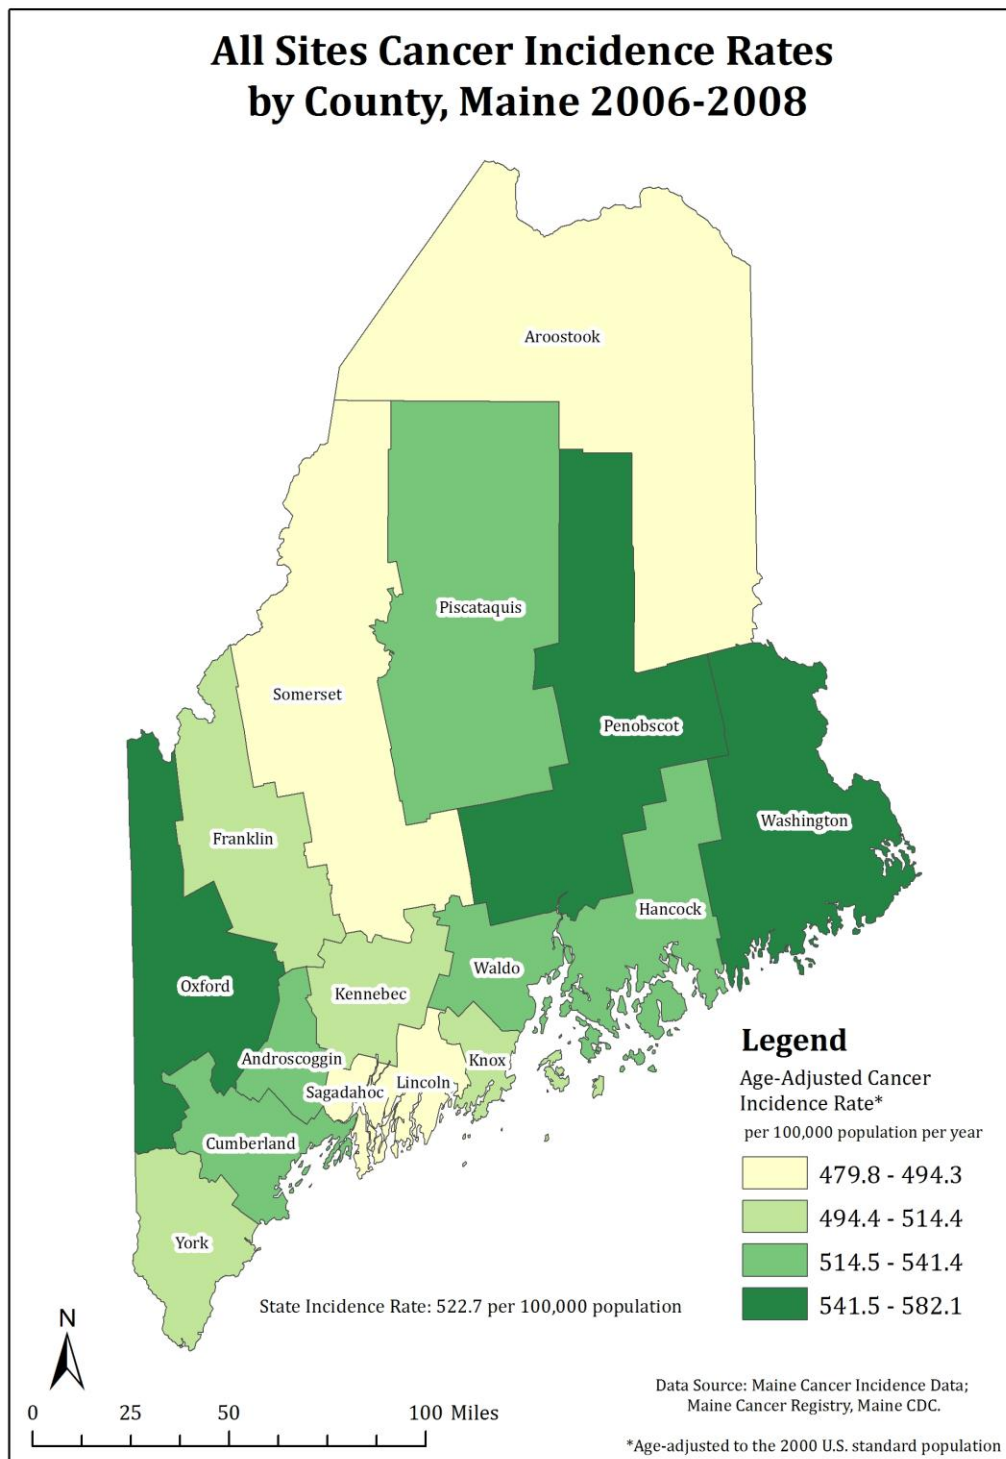 All Sites Cancer Incidence Rates
by County, Maine 2006-2008
Aroostook
Piscataquis
Somerset
Penobscot
Washington
Franklin
Hancock
Waldo
Oxford
Kennebec
Androscoggin
Knox
Lincoln
Sagadahoc
Cumberland
York
Legend
Age-Adjusted Cancer
Incidence Rate*
per 100,000 population per year
479.8 - 494.3
494.4 - 514.4
514.5 - 541.4
541.5 - 582.1
State Incidence Rate: 522.7 per 100,000 population
N
0 25 50 100 Miles
Data Source: Maine Cancer Incidence Data;
Maine Cancer Registry, Maine CDC.
*Age-adjusted to the 2000 U.S. standard population